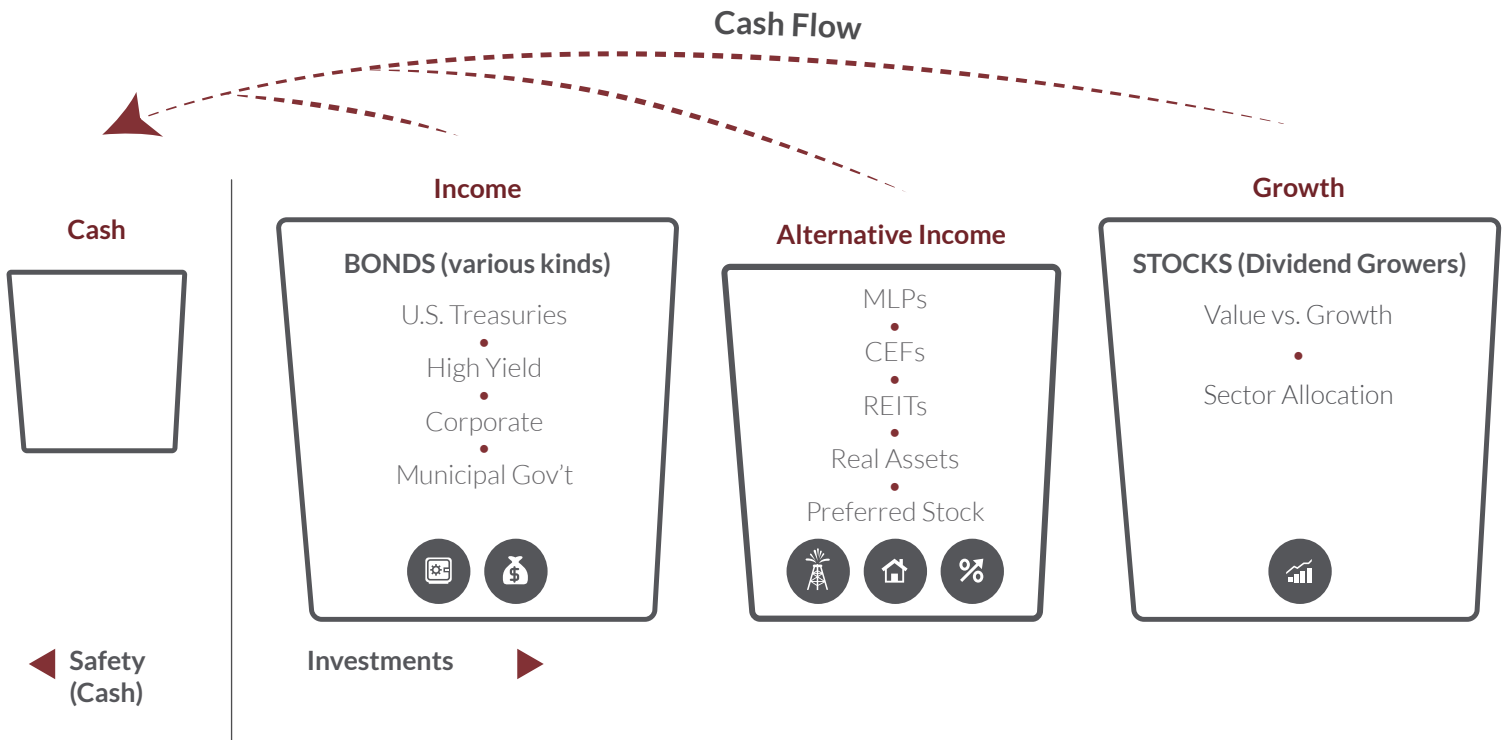 Cash Flow
Cash
Income
BONDS (various kinds)
U.S. Treasuries
High Yield
Corporate
Municipal Gov’t
Alternative Income
MLPs
CEFs
REITs
Real Assets
Preferred Stock
Growth
STOCKS (Dividend Growers)
Value vs. Growth
Sector Allocation
Safety
(Cash)
Investments